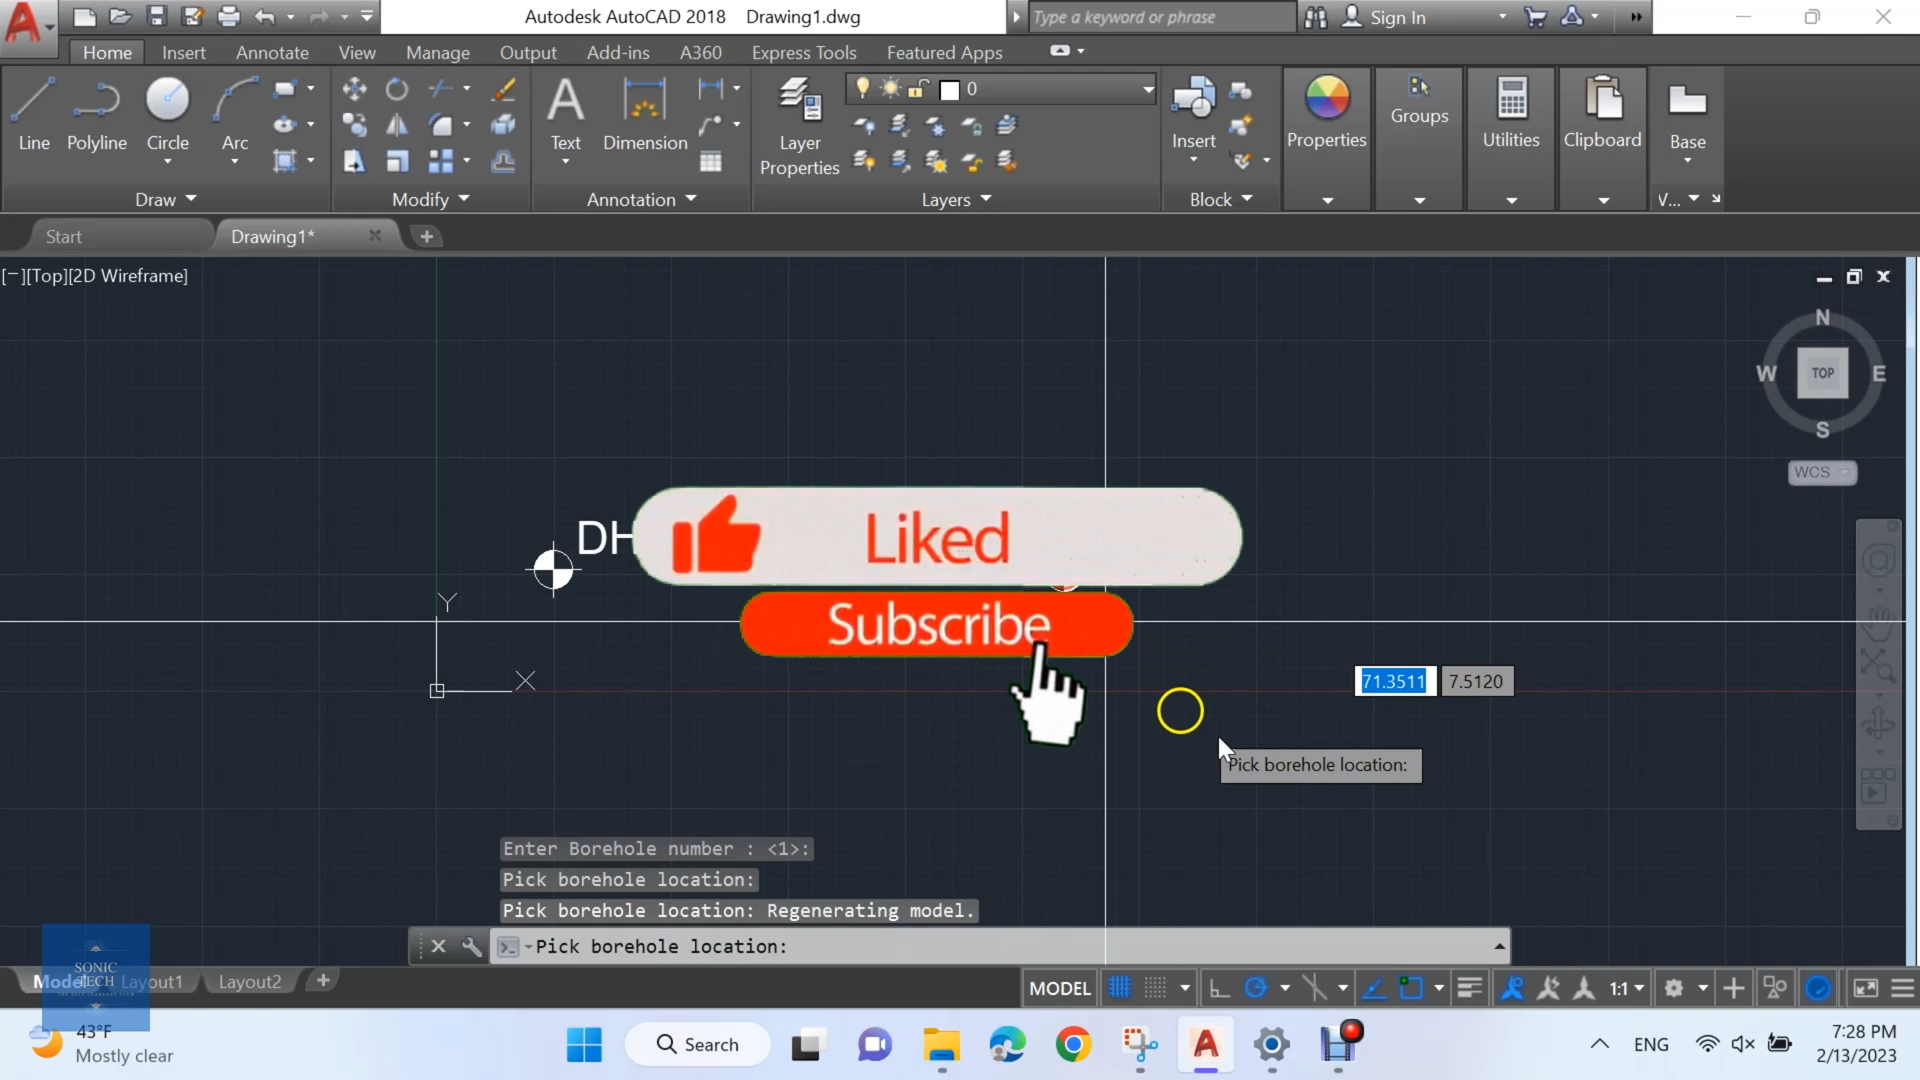 Autodesk AutoCAD 2018 Drawing1.dwg
Type a keyword or phrase
Sign In
Home Insert Annotate View Manage Output Add-ins A360 Express Tools Featured Apps
Line Polyline Circle Arc
Text Dimension
Layer Properties
0
Insert
Properties
Groups
Utilities
Clipboard
Base
Draw Modify Annotation Layers Block V...
Start Drawing1*
[−][Top][2D Wireframe]
N
W TOP E
S
WCS
DH
Liked
Subscribe
Y
X
71.3511 7.5120
Pick borehole location:
Enter Borehole number : <1>:
Pick borehole location:
Pick borehole location: Regenerating model.
Pick borehole location:
SONIC
TECH
Model Layout1 Layout2
MODEL 1:1
43°F
Mostly clear
Search
ENG
7:28 PM
2/13/2023